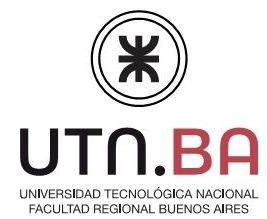 UTN.BA
UNIVERSIDAD TECNOLÓGICA NACIONAL
FACULTAD REGIONAL BUENOS AIRES